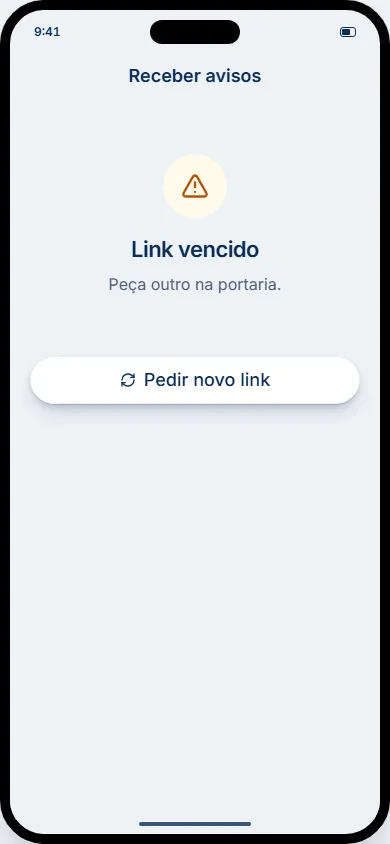 9:41
Receber avisos
Link vencido
Peça outro na portaria.
Pedir novo link